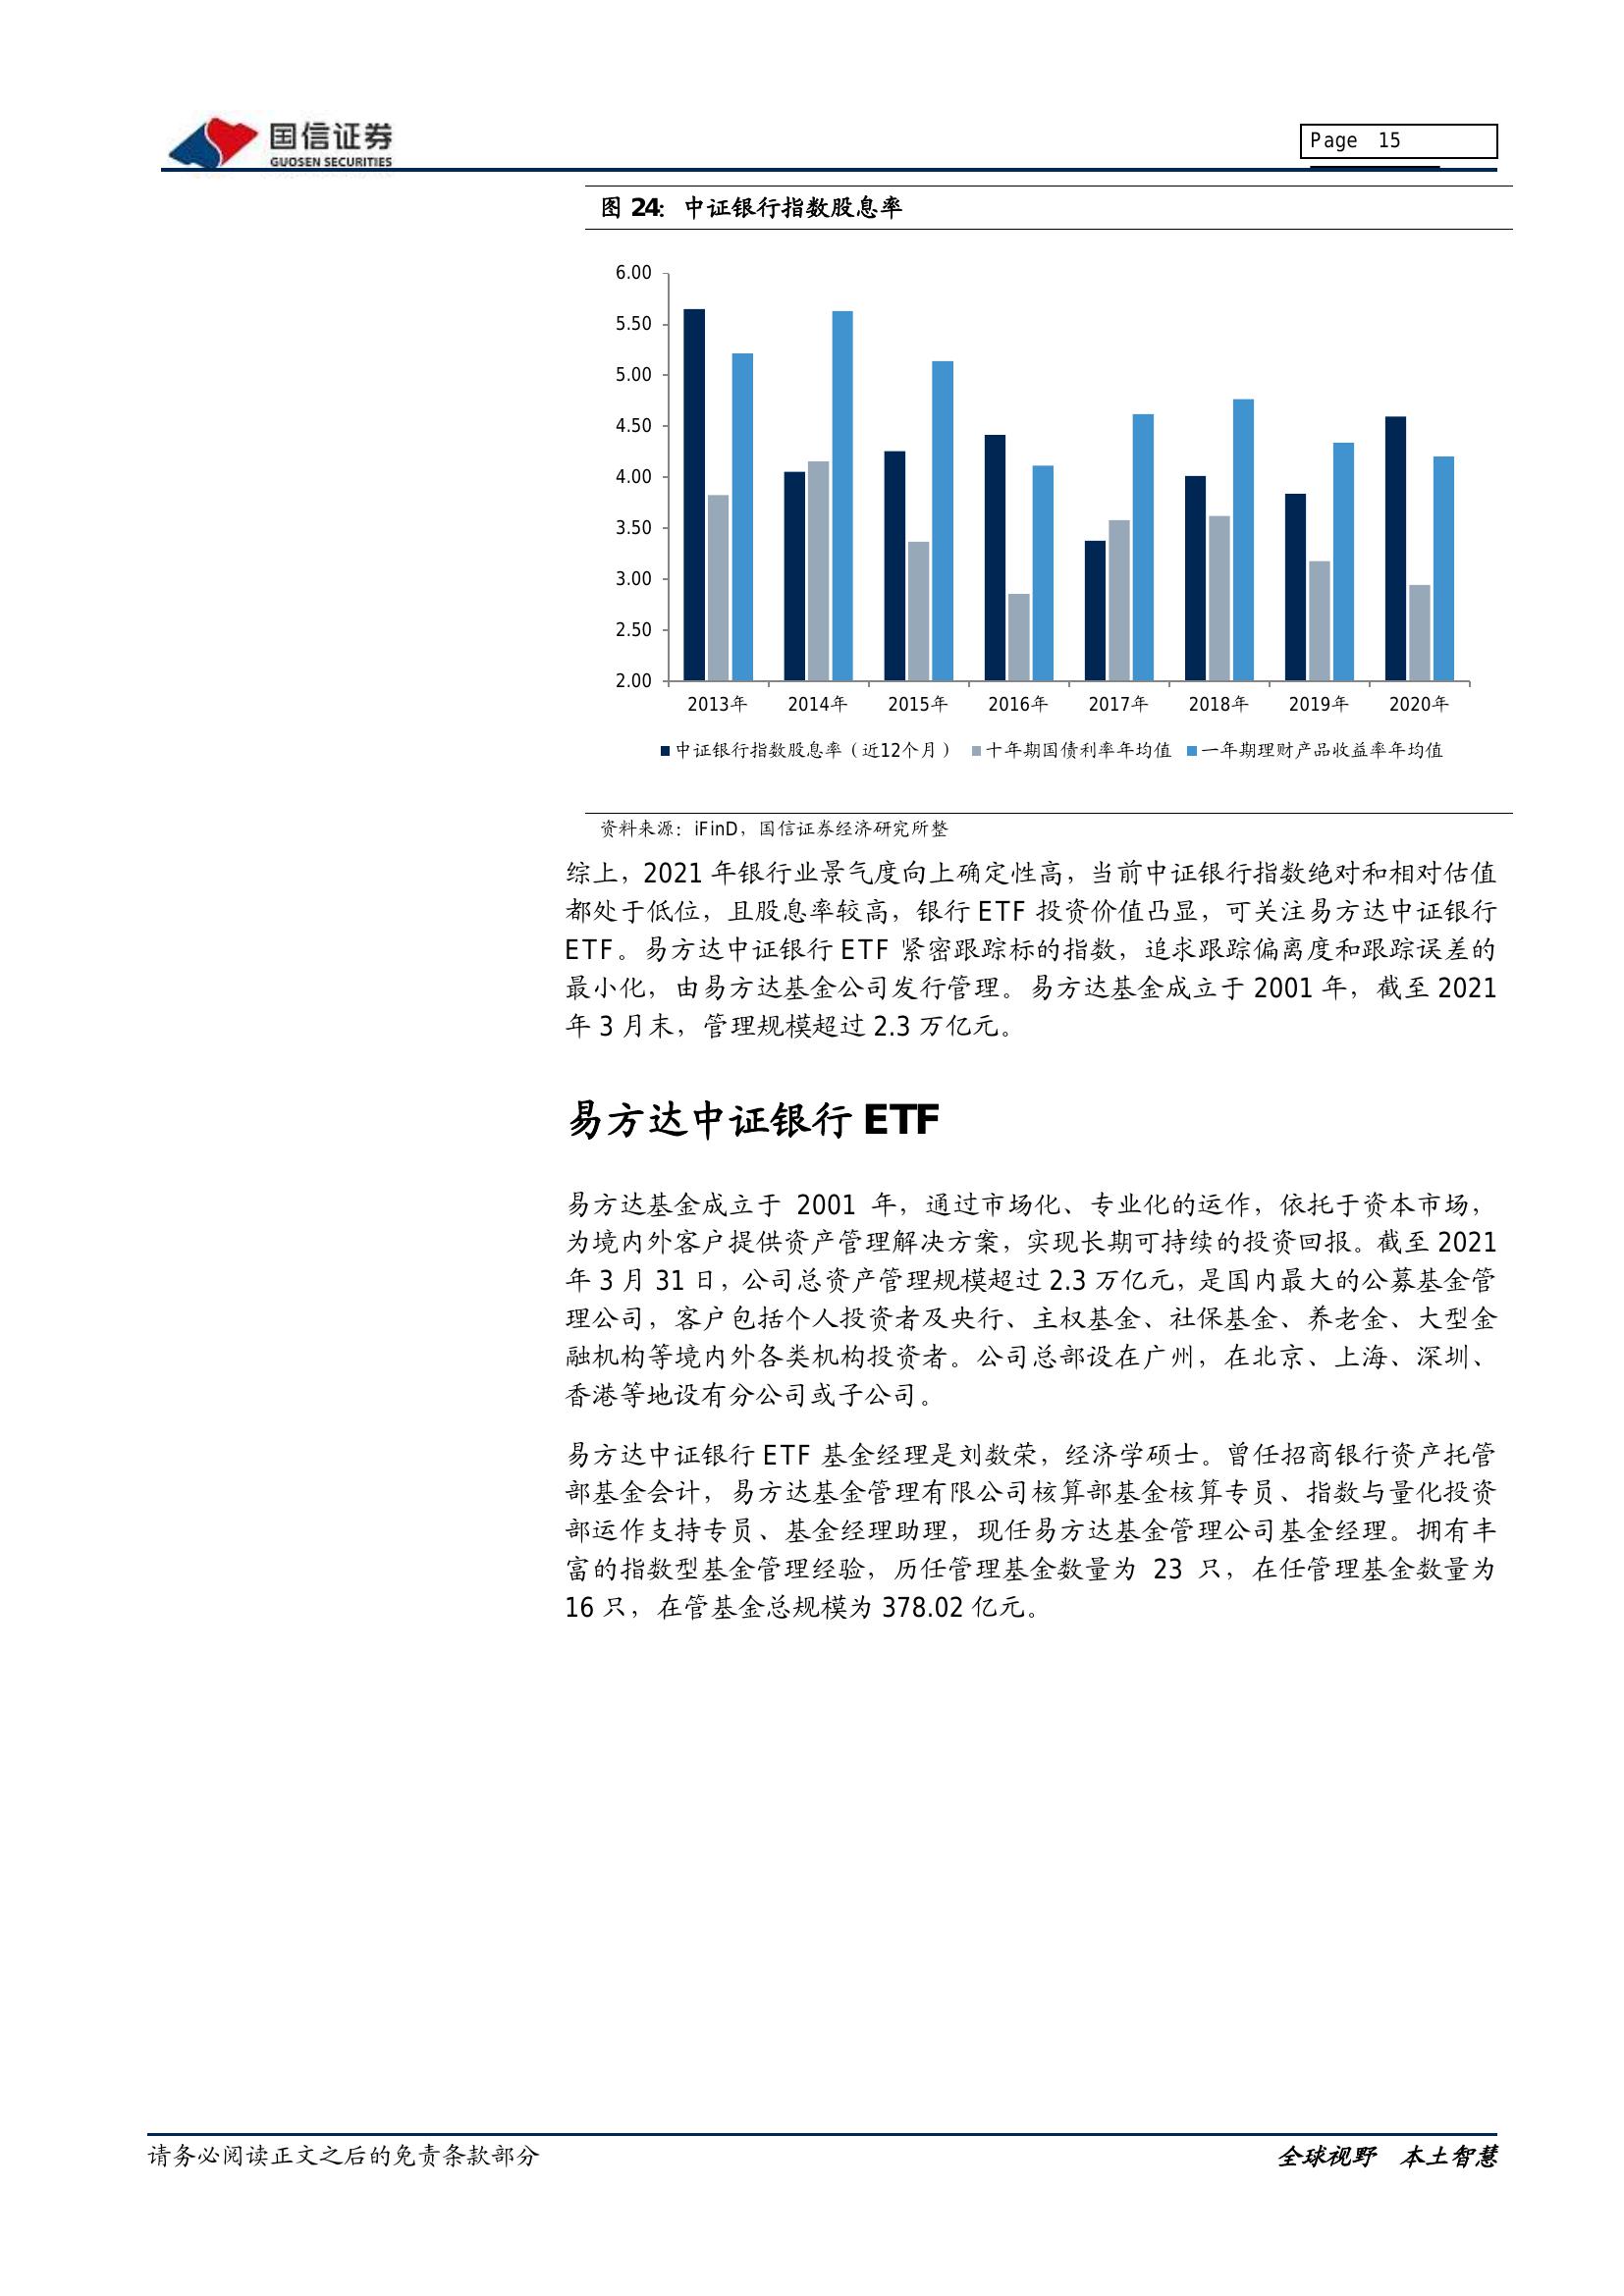 国信证券
GUOSEN SECURITIES
Page 15
图 24：中证银行指数股息率
6.00
5.50
5.00
4.50
4.00
3.50
3.00
2.50
2.00
2013年 2014年 2015年 2016年 2017年 2018年 2019年 2020年
中证银行指数股息率（近12个月） 十年期国债利率年均值 一年期理财产品收益率年均值
资料来源：iFinD，国信证券经济研究所整
综上，2021 年银行业景气度向上确定性高，当前中证银行指数绝对和相对估值
都处于低位，且股息率较高，银行 ETF 投资价值凸显，可关注易方达中证银行
ETF。易方达中证银行 ETF 紧密跟踪标的指数，追求跟踪偏离度和跟踪误差的
最小化，由易方达基金公司发行管理。易方达基金成立于 2001 年，截至 2021
年 3 月末，管理规模超过 2.3 万亿元。
易方达中证银行 ETF
易方达基金成立于 2001 年，通过市场化、专业化的运作，依托于资本市场，
为境内外客户提供资产管理解决方案，实现长期可持续的投资回报。截至 2021
年 3 月 31 日，公司总资产管理规模超过 2.3 万亿元，是国内最大的公募基金管
理公司，客户包括个人投资者及央行、主权基金、社保基金、养老金、大型金
融机构等境内外各类机构投资者。公司总部设在广州，在北京、上海、深圳、
香港等地设有分公司或子公司。
易方达中证银行 ETF 基金经理是刘数荣，经济学硕士。曾任招商银行资产托管
部基金会计，易方达基金管理有限公司核算部基金核算专员、指数与量化投资
部运作支持专员、基金经理助理，现任易方达基金管理公司基金经理。拥有丰
富的指数型基金管理经验，历任管理基金数量为 23 只，在任管理基金数量为
16 只，在管基金总规模为 378.02 亿元。
请务必阅读正文之后的免责条款部分
全球视野 本土智慧